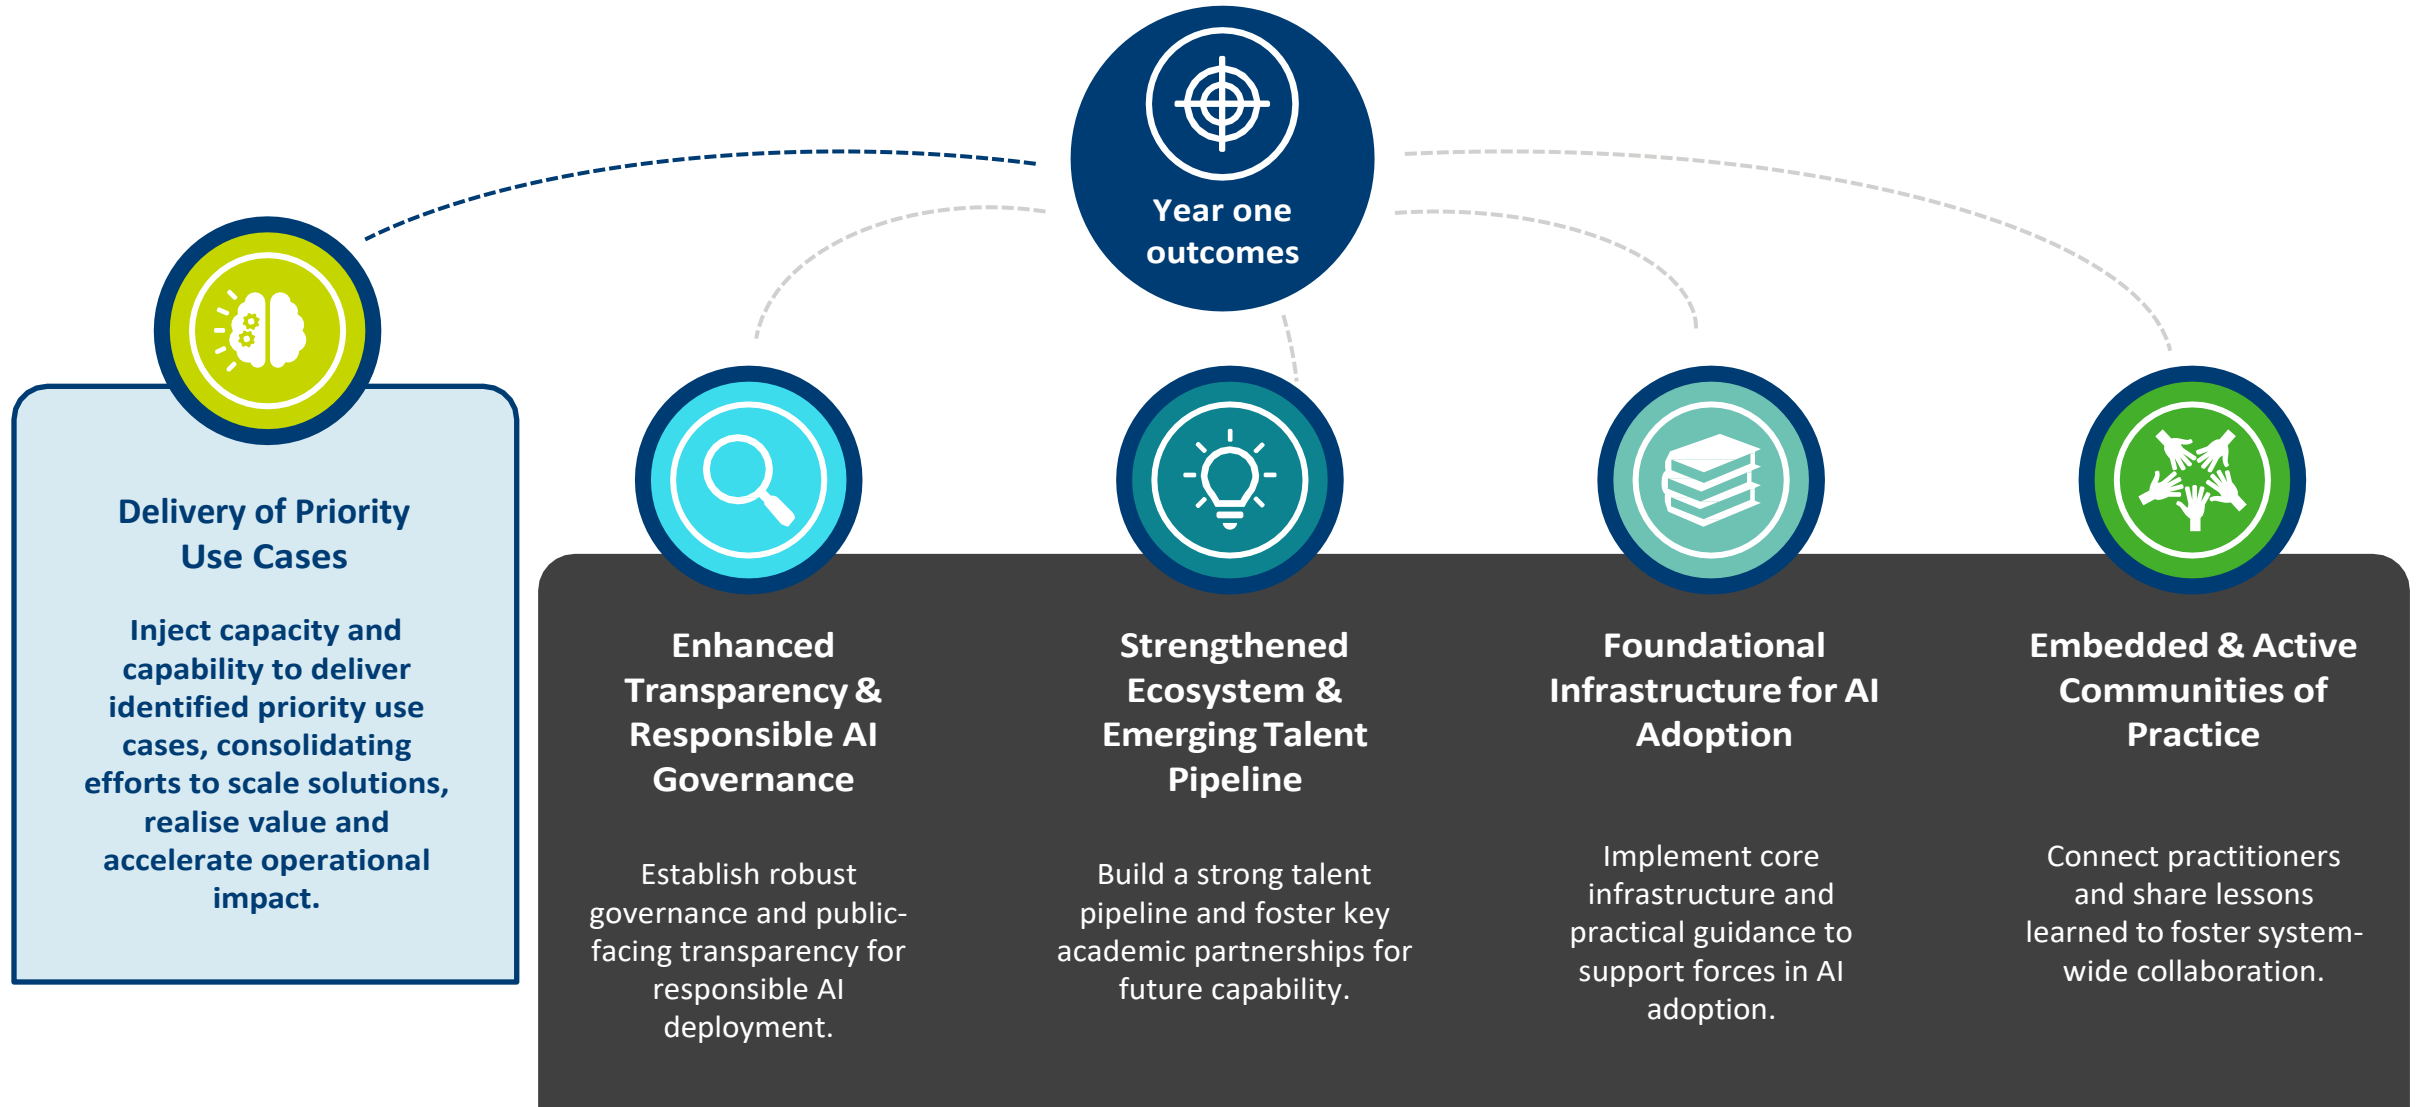 Year one
outcomes
Delivery of Priority
Use Cases
Inject capacity and
capability to deliver
identified priority use
cases, consolidating
efforts to scale solutions,
realise value and
accelerate operational
impact.
Enhanced
Transparency &
Responsible AI
Governance
Establish robust
governance and public-
facing transparency for
responsible AI
deployment.
Strengthened
Ecosystem &
Emerging Talent
Pipeline
Build a strong talent
pipeline and foster key
academic partnerships for
future capability.
Foundational
Infrastructure for AI
Adoption
Implement core
infrastructure and
practical guidance to
support forces in AI
adoption.
Embedded & Active
Communities of
Practice
Connect practitioners
and share lessons
learned to foster system-
wide collaboration.